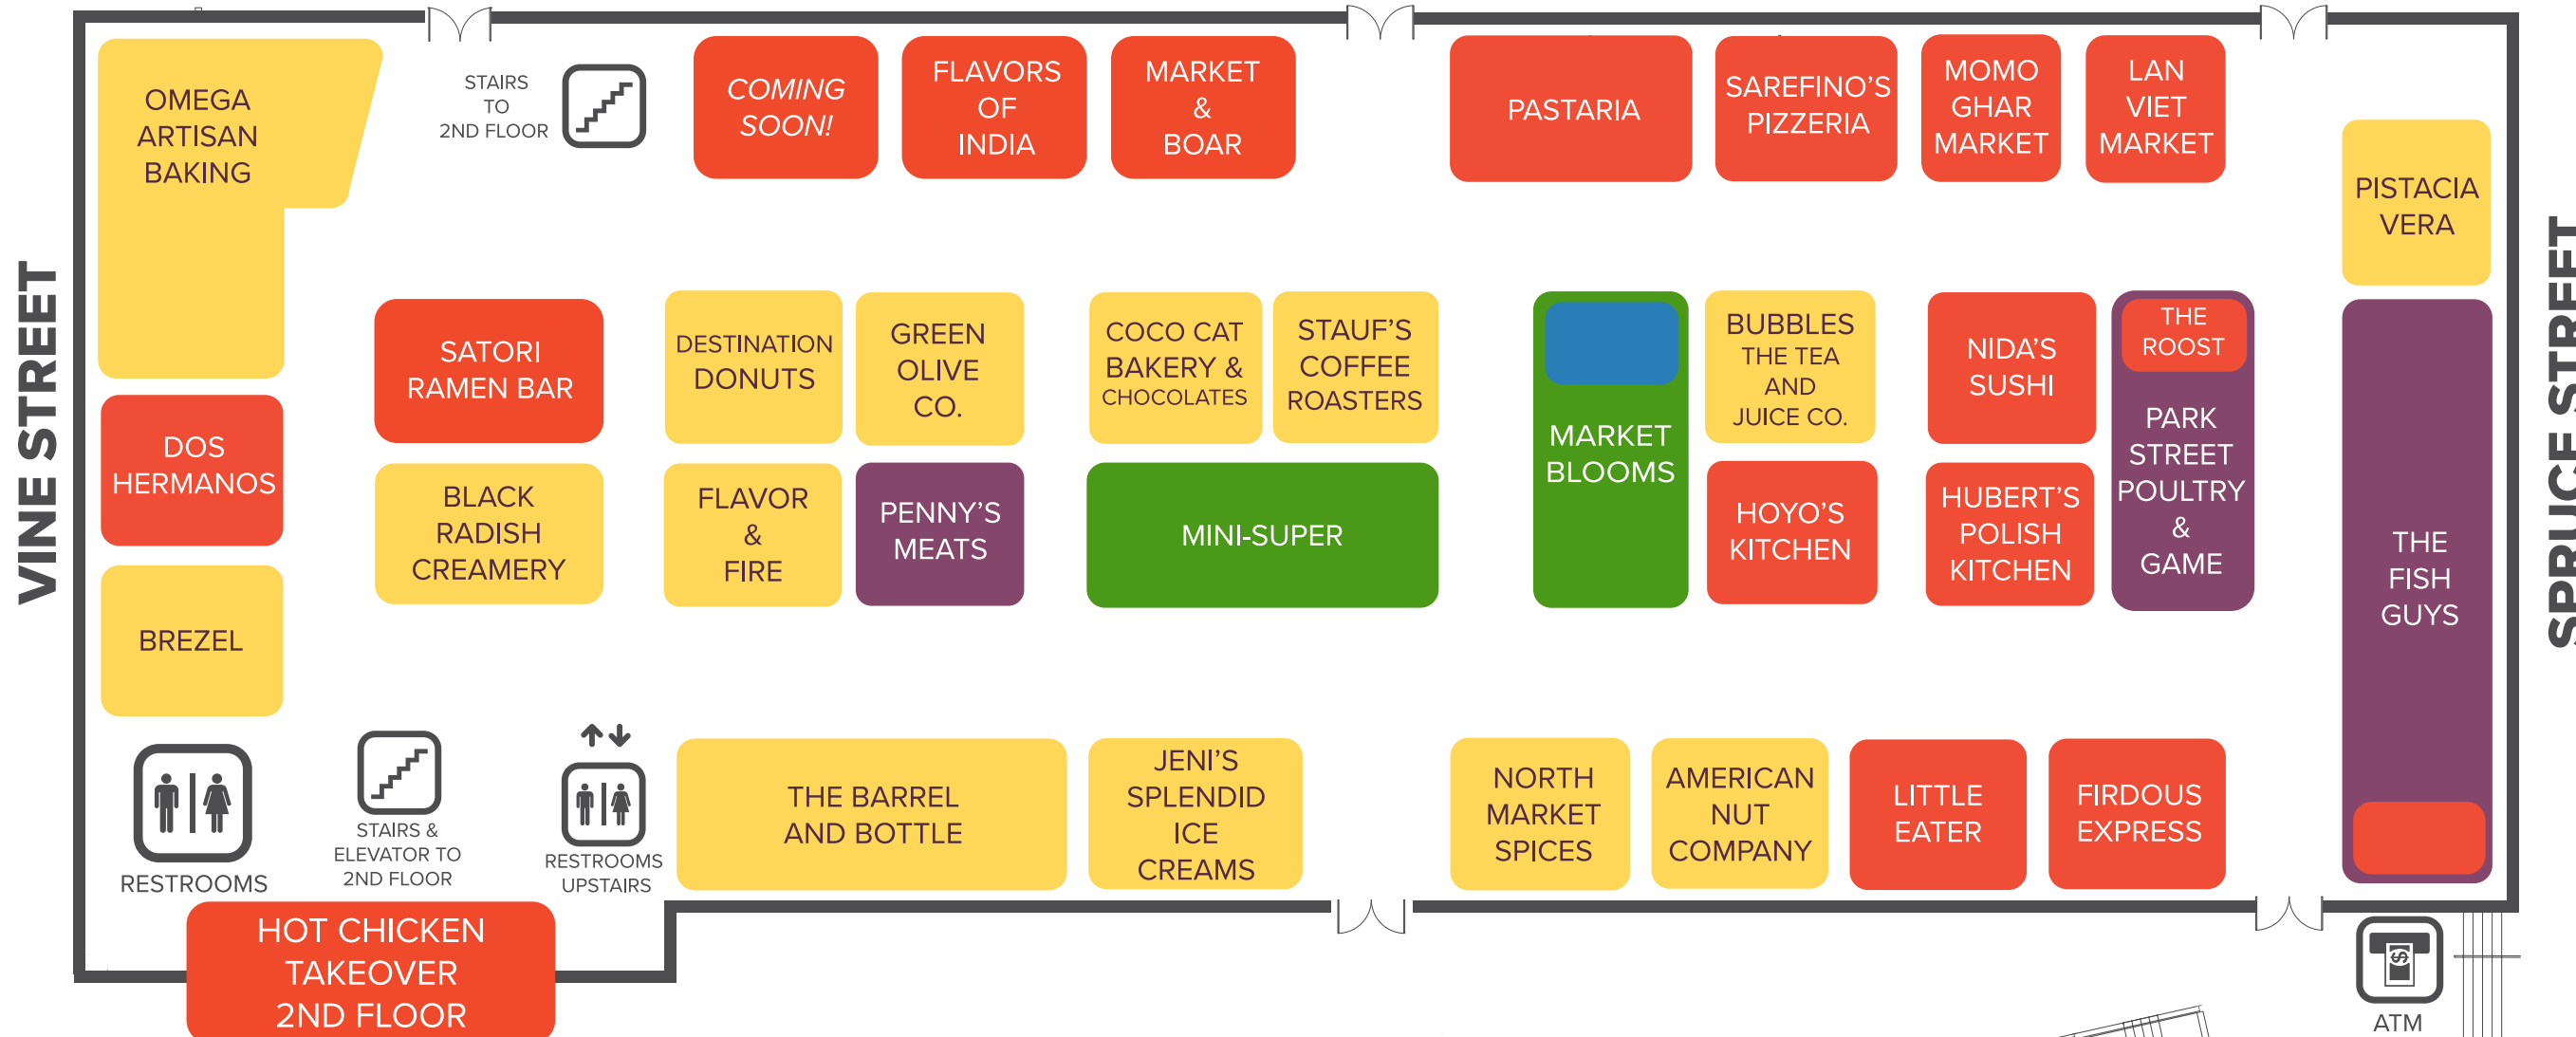 VINE STREET
OMEGA
ARTISAN
BAKING
STAIRS
TO
2ND FLOOR
COMING
SOON!
FLAVORS
OF
INDIA
MARKET
&
BOAR
PASTARIA
SAREFINO'S
PIZZERIA
MOMO
GHAR
MARKET
LAN
VIET
MARKET
PISTACIA
VERA
SPRUCE STREET
DOS
HERMANOS
BREZEL
SATORI
RAMEN BAR
DESTINATION
DONUTS
GREEN
OLIVE
CO.
COCO CAT
BAKERY &
CHOCOLATES
STAUF'S
COFFEE
ROASTERS
MARKET
BLOOMS
BUBBLES
THE TEA
AND
JUICE CO.
NIDA'S
SUSHI
THE
ROOST
PARK
STREET
POULTRY
&
GAME
THE
FISH
GUYS
BLACK
RADISH
CREAMERY
FLAVOR
&
FIRE
PENNY'S
MEATS
MINI-SUPER
HOYO'S
KITCHEN
HUBERT'S
POLISH
KITCHEN
RESTROOMS
STAIRS &
ELEVATOR TO
2ND FLOOR
RESTROOMS
UPSTAIRS
THE BARREL
AND BOTTLE
JENI'S
SPLENDID
ICE
CREAMS
NORTH
MARKET
SPICES
AMERICAN
NUT
COMPANY
LITTLE
EATER
FIRDOUS
EXPRESS
HOT CHICKEN
TAKEOVER
2ND FLOOR
$
ATM